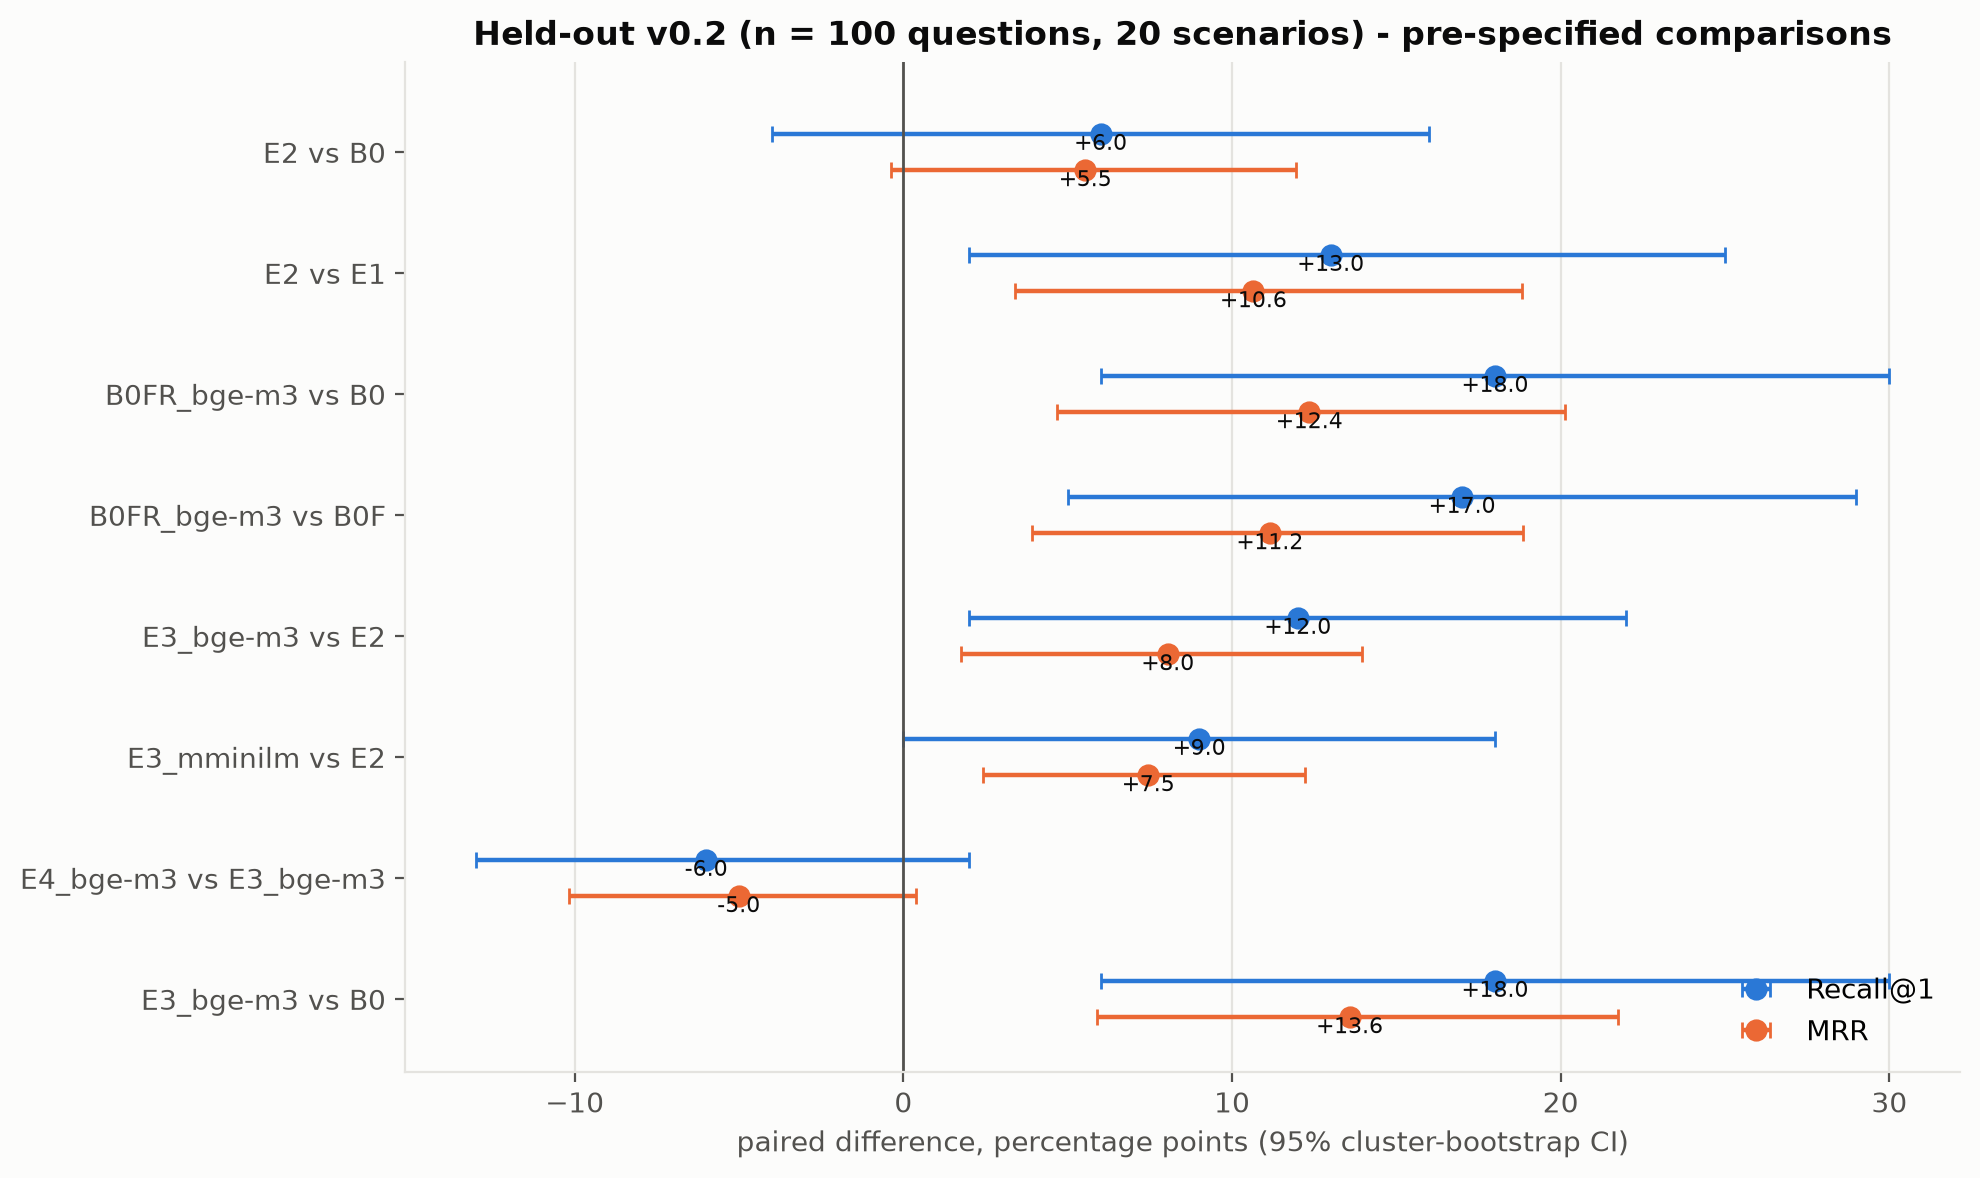 Held-out v0.2 (n = 100 questions, 20 scenarios) - pre-specified comparisons
E2 vs B0
+6.0
+5.5
E2 vs E1
+13.0
+10.6
B0FR_bge-m3 vs B0
+18.0
+12.4
B0FR_bge-m3 vs B0F
+17.0
+11.2
E3_bge-m3 vs E2
+12.0
+8.0
E3_mminilm vs E2
+9.0
+7.5
E4_bge-m3 vs E3_bge-m3
-6.0
-5.0
E3_bge-m3 vs B0
+18.0
+13.6
Recall@1
MRR
−10 0 10 20 30
paired difference, percentage points (95% cluster-bootstrap CI)